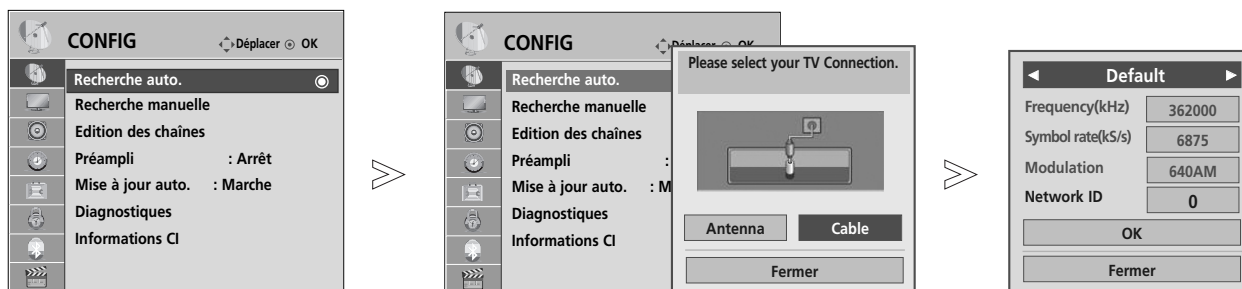 CONFIG
Déplacer OK
Recherche auto.
Recherche manuelle
Edition des chaînes
Préampli : Arrêt
Mise à jour auto. : Marche
Diagnostiques
Informations CI
CONFIG
Déplacer OK
Recherche auto.
Recherche manuelle
Edition des chaînes
Préampli :
Mise à jour auto. : M
Diagnostiques
Informations CI
Please select your TV Connection.
Antenna Cable
Fermer
Default
Frequency(kHz) 362000
Symbol rate(kS/s) 6875
Modulation 640AM
Network ID 0
OK
Fermer